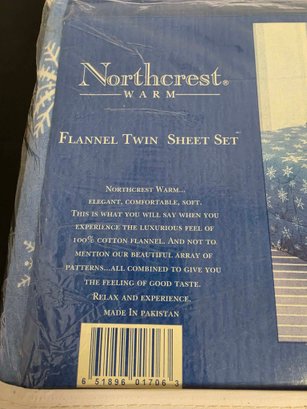 Northcrest®
WARM
FLANNEL TWIN SHEET SET
NORTHCREST WARM...
ELEGANT, COMFORTABLE, SOFT.
THIS IS WHAT YOU WILL SAY WHEN YOU
EXPERIENCE THE LUXURIOUS FEEL OF
100% COTTON FLANNEL. AND NOT TO
MENTION OUR BEAUTIFUL ARRAY OF
PATTERNS...ALL COMBINED TO GIVE YOU
THE FEELING OF GOOD TASTE.
RELAX AND EXPERIENCE.
MADE IN PAKISTAN
6 51896 01706 3